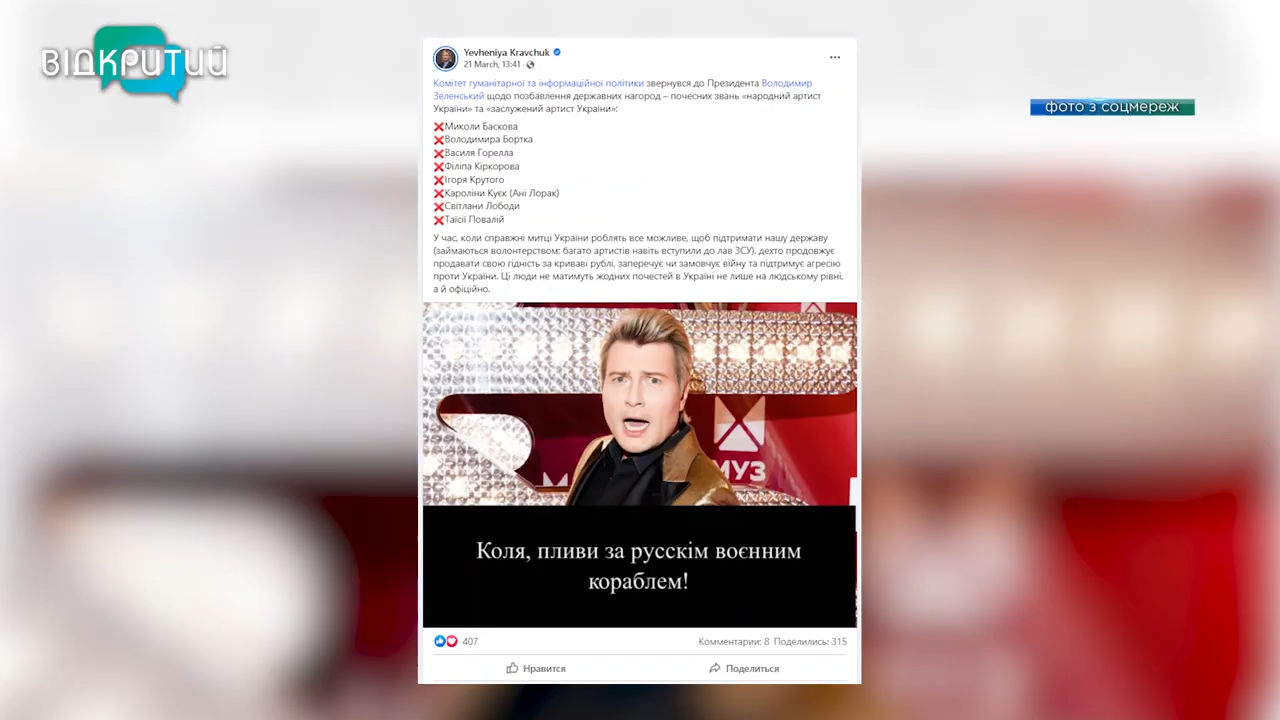 ВІДКРИТИЙ
фото з соцмереж
Yevheniya Kravchuk
21 March, 13:41 ·
Комітет гуманітарної та інформаційної політики звернувся до Президента Володимир
Зеленський щодо позбавлення державних нагород – почесних звань «народний артист
України» та «заслужений артист України»:
❌Миколи Баскова
❌Володимира Бортка
❌Василя Горелла
❌Філіпа Кіркорова
❌Ігоря Крутого
❌Кароліни Куєк (Ані Лорак)
❌Світлани Лободи
❌Таїсії Повалій
У час, коли справжні митці України роблять все можливе, щоб підтримати нашу державу
(займаються волонтерством; багато артистів навіть вступили до лав ЗСУ), дехто продовжує
продавати свою гідність за криваві рублі, заперечує чи замовчує війну та підтримує агресію
проти України. Ці люди не матимуть жодних почестей в Україні не лише на людському рівні,
а й офіційно.
МУЗ
Коля, пливи за русскім воєнним
кораблем!
407
Комментарии: 8 Поделились: 315
Нравится
Поделиться